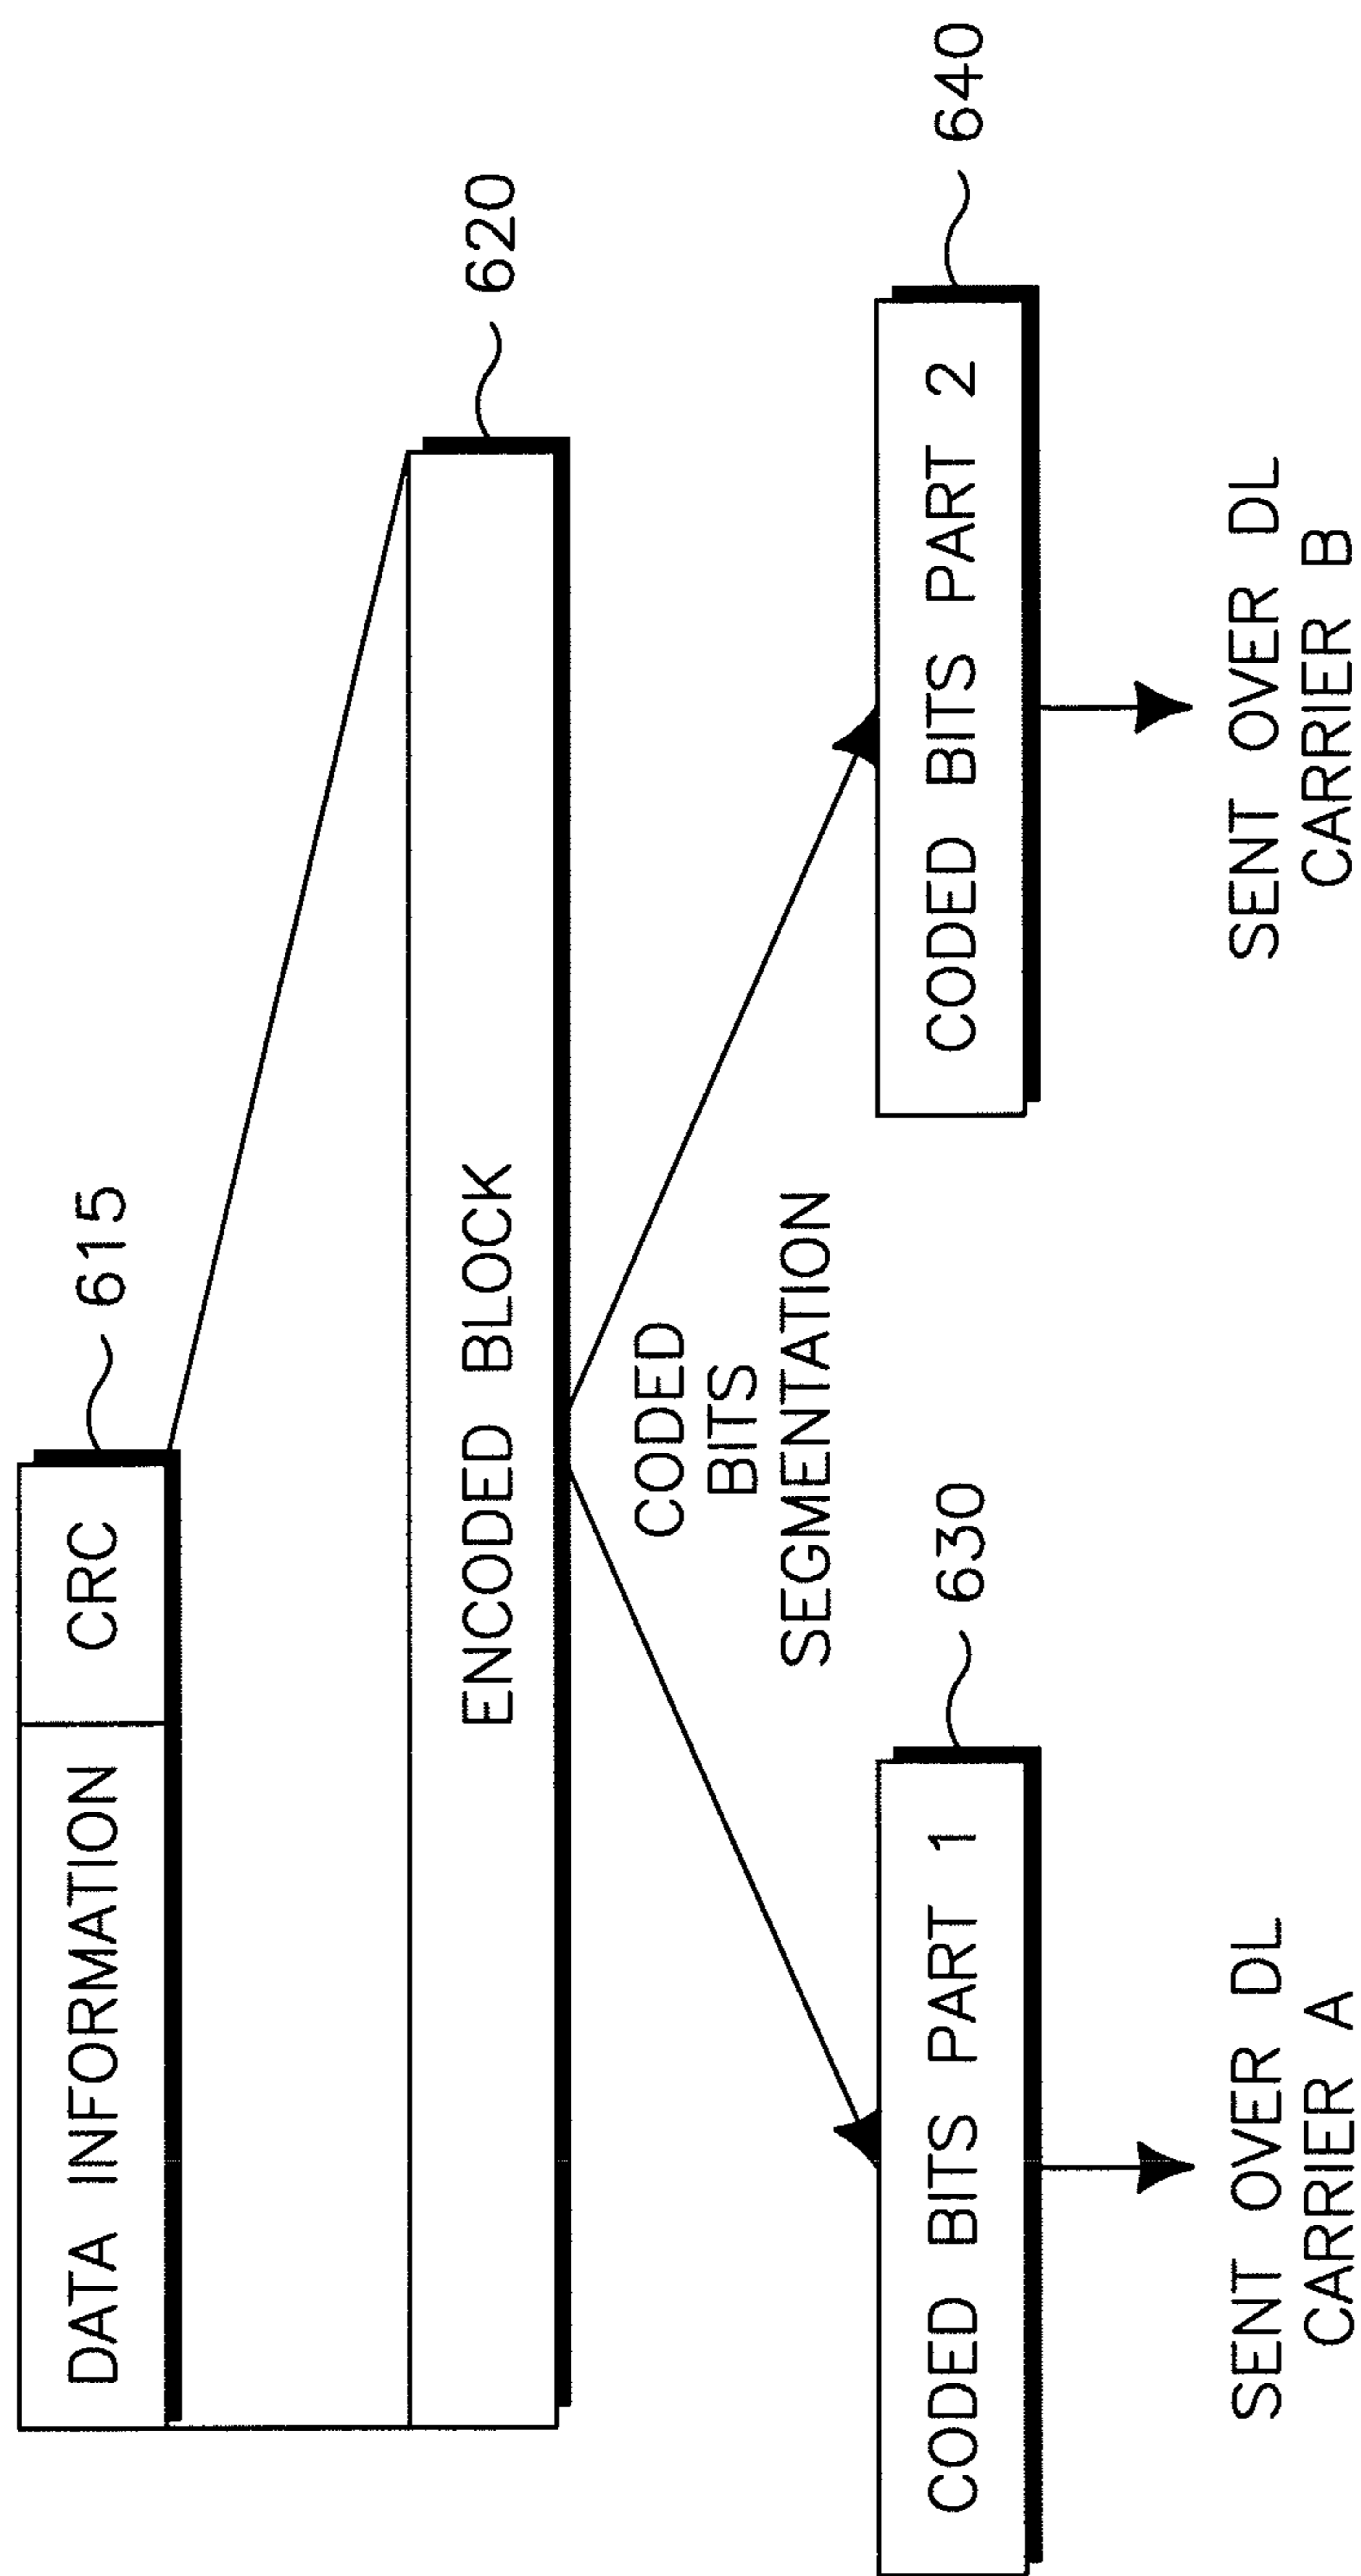 DATA INFORMATION
CRC
615
ENCODED BLOCK
620
CODED
BITS
SEGMENTATION
CODED BITS PART 1
630
CODED BITS PART 2
640
SENT OVER DL
CARRIER A
SENT OVER DL
CARRIER B